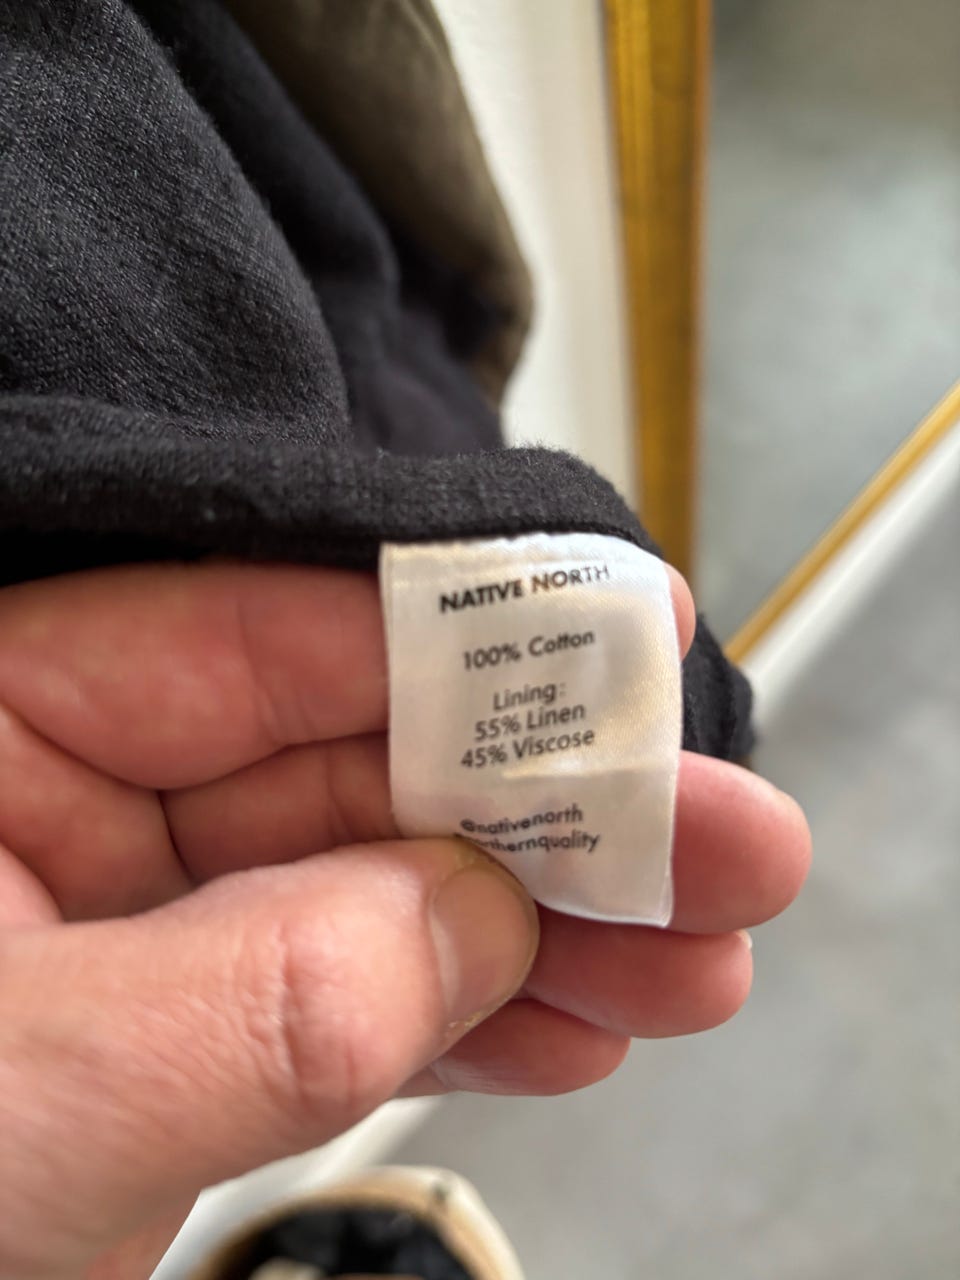 NATIVE NORTH
100% Cotton
Lining:
55% Linen
45% Viscose
@nativenorth